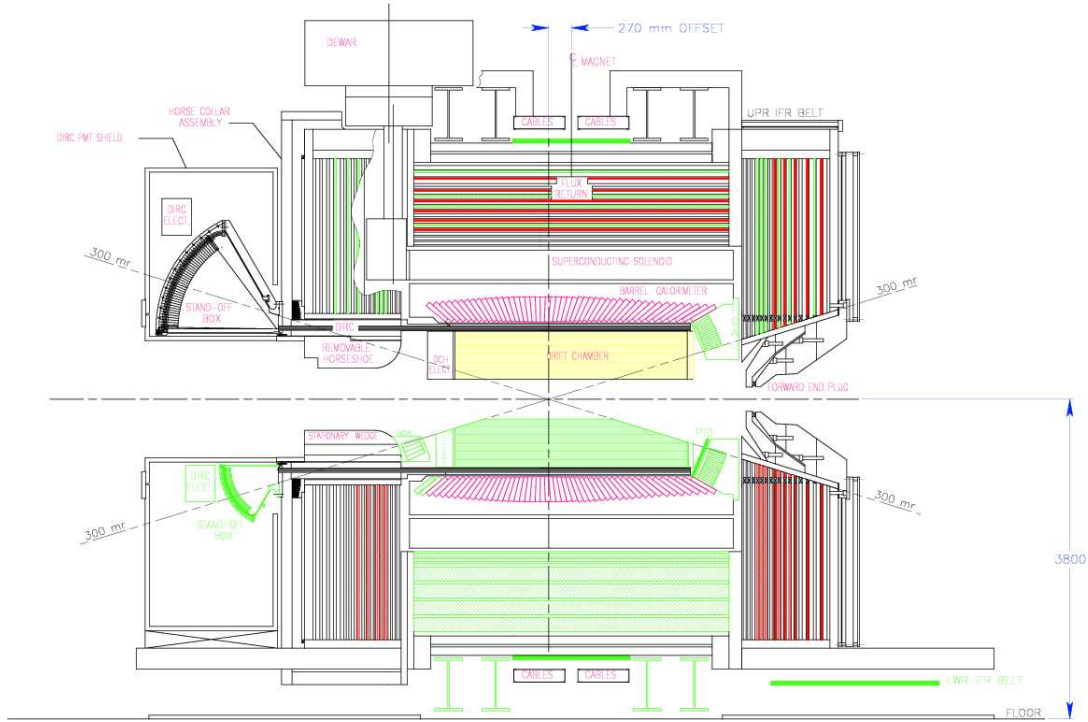 270 mm OFFSET
DEWAR
℄ MAGNET
HORSE COLLAR
ASSEMBLY
CABLES
CABLES
UPR IFR BELT
DIRC PMT SHIELD
FLUX
RETURN
DIRC
ELECT.
300 mr
SUPERCONDUCTING SOLENOID
300 mr
BARREL CALORIMETER
STAND-OFF
BOX
DIRC
REMOVABLE
HORSESHOE
DCH
ELECT.
DRIFT CHAMBER
FORWARD END PLUG
STATIONARY WEDGE
PID
DIRC
ELECT.
STAND-OFF
BOX
300 mr
300 mr
3800
CABLES
CABLES
LWR IFR BELT
FLOOR